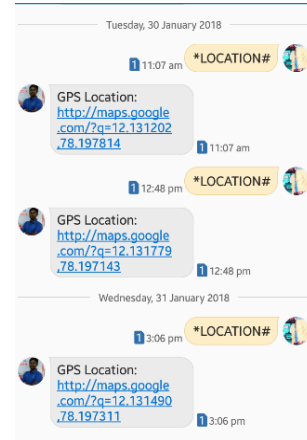 Tuesday, 30 January 2018
*LOCATION#
1 11:07 am
GPS Location:
http://maps.google
.com/?q=12.131202
,78.197814
1 11:07 am
*LOCATION#
1 12:48 pm
GPS Location:
http://maps.google
.com/?q=12.131779
,78.197143
1 12:48 pm
Wednesday, 31 January 2018
*LOCATION#
1 3:06 pm
GPS Location:
http://maps.google
.com/?q=12.131490
,78.197311
1 3:06 pm